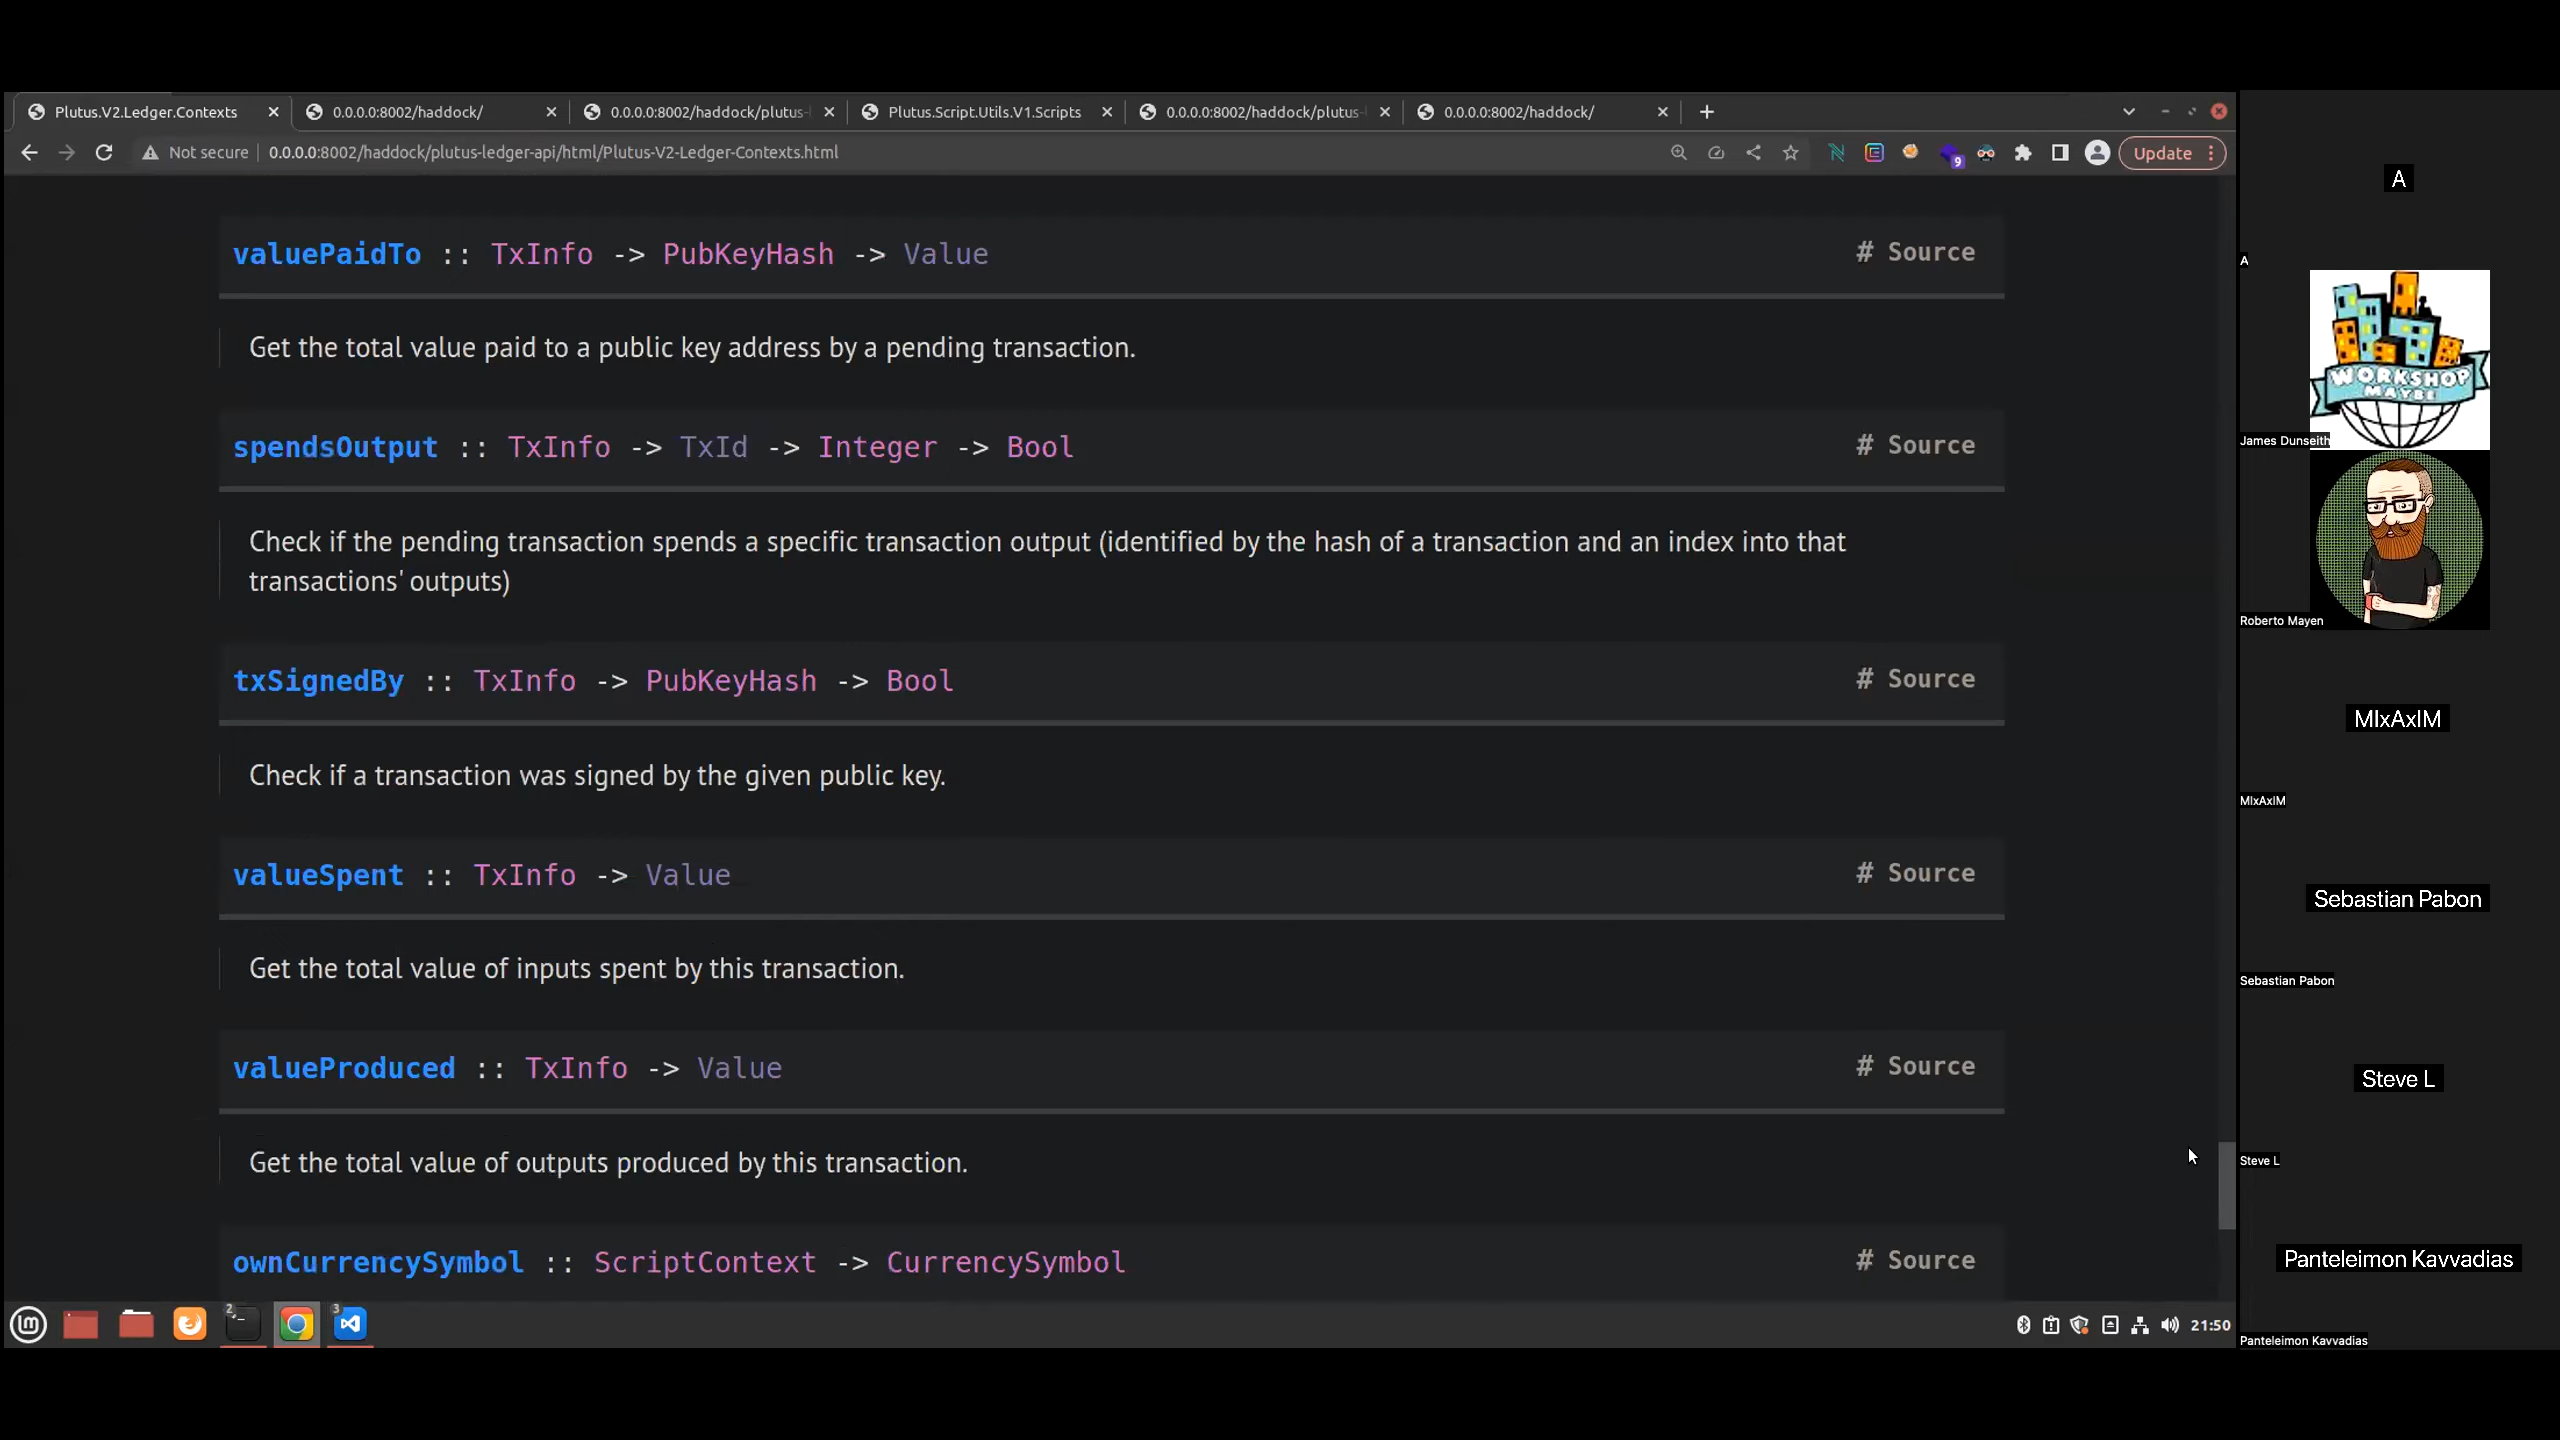 Plutus.V2.Ledger.Contexts
0.0.0.0:8002/haddock/
0.0.0.0:8002/haddock/plutus-
Plutus.Script.Utils.V1.Scripts
0.0.0.0:8002/haddock/plutus-
0.0.0.0:8002/haddock/
Not secure
0.0.0.0:8002/haddock/plutus-ledger-api/html/Plutus-V2-Ledger-Contexts.html
9
Update
valuePaidTo :: TxInfo -> PubKeyHash -> Value
# Source
Get the total value paid to a public key address by a pending transaction.
spendsOutput :: TxInfo -> TxId -> Integer -> Bool
# Source
Check if the pending transaction spends a specific transaction output (identified by the hash of a transaction and an index into that
transactions' outputs)
txSignedBy :: TxInfo -> PubKeyHash -> Bool
# Source
Check if a transaction was signed by the given public key.
valueSpent :: TxInfo -> Value
# Source
Get the total value of inputs spent by this transaction.
valueProduced :: TxInfo -> Value
# Source
Get the total value of outputs produced by this transaction.
ownCurrencySymbol :: ScriptContext -> CurrencySymbol
# Source
2
3
21:50
A
A
WORKSHOP
MAYBE
James Dunseith
Roberto Mayen
MIxAxIM
MIxAxIM
Sebastian Pabon
Sebastian Pabon
Steve L
Steve L
Panteleimon Kavvadias
Panteleimon Kavvadias